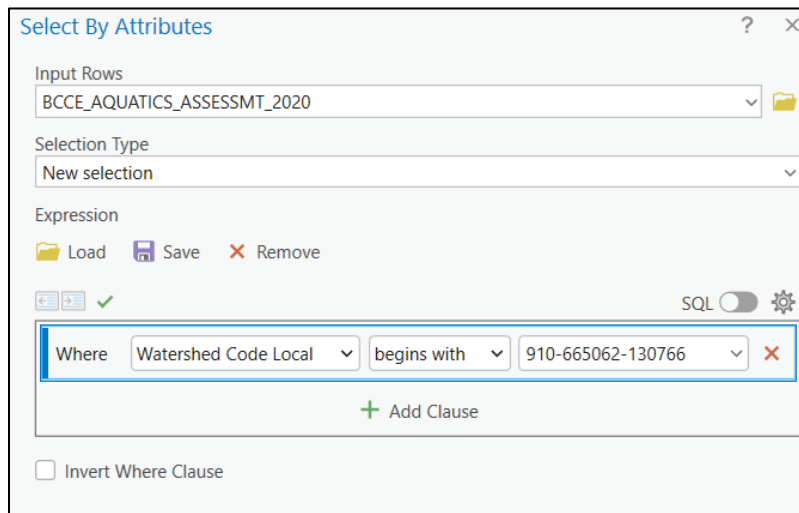 Select By Attributes ? ×
Input Rows
BCCE_AQUATICS_ASSESSMT_2020
Selection Type
New selection
Expression
Load Save Remove
SQL
Where Watershed Code Local begins with 910-665062-130766
Add Clause
Invert Where Clause